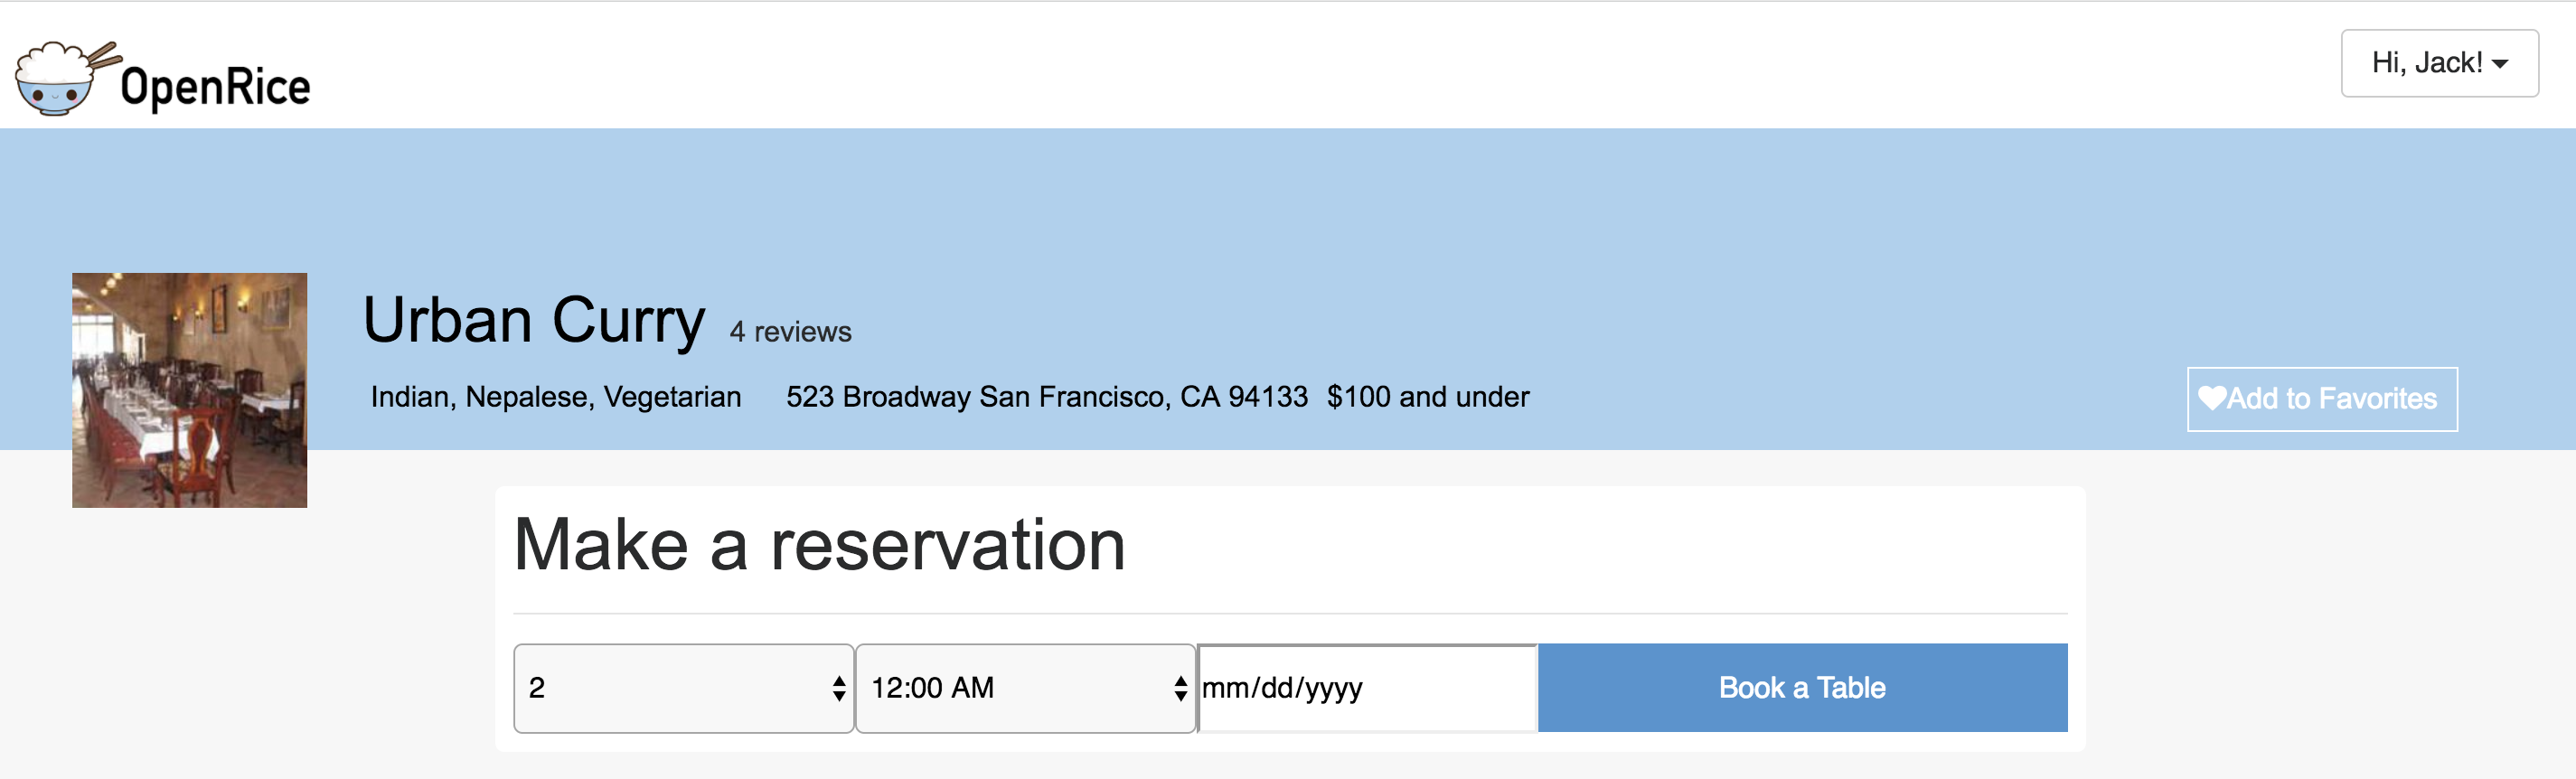 OpenRice
Hi, Jack!
Urban Curry 4 reviews
Indian, Nepalese, Vegetarian 523 Broadway San Francisco, CA 94133 $100 and under
Add to Favorites
Make a reservation
2 12:00 AM mm/dd/yyyy Book a Table